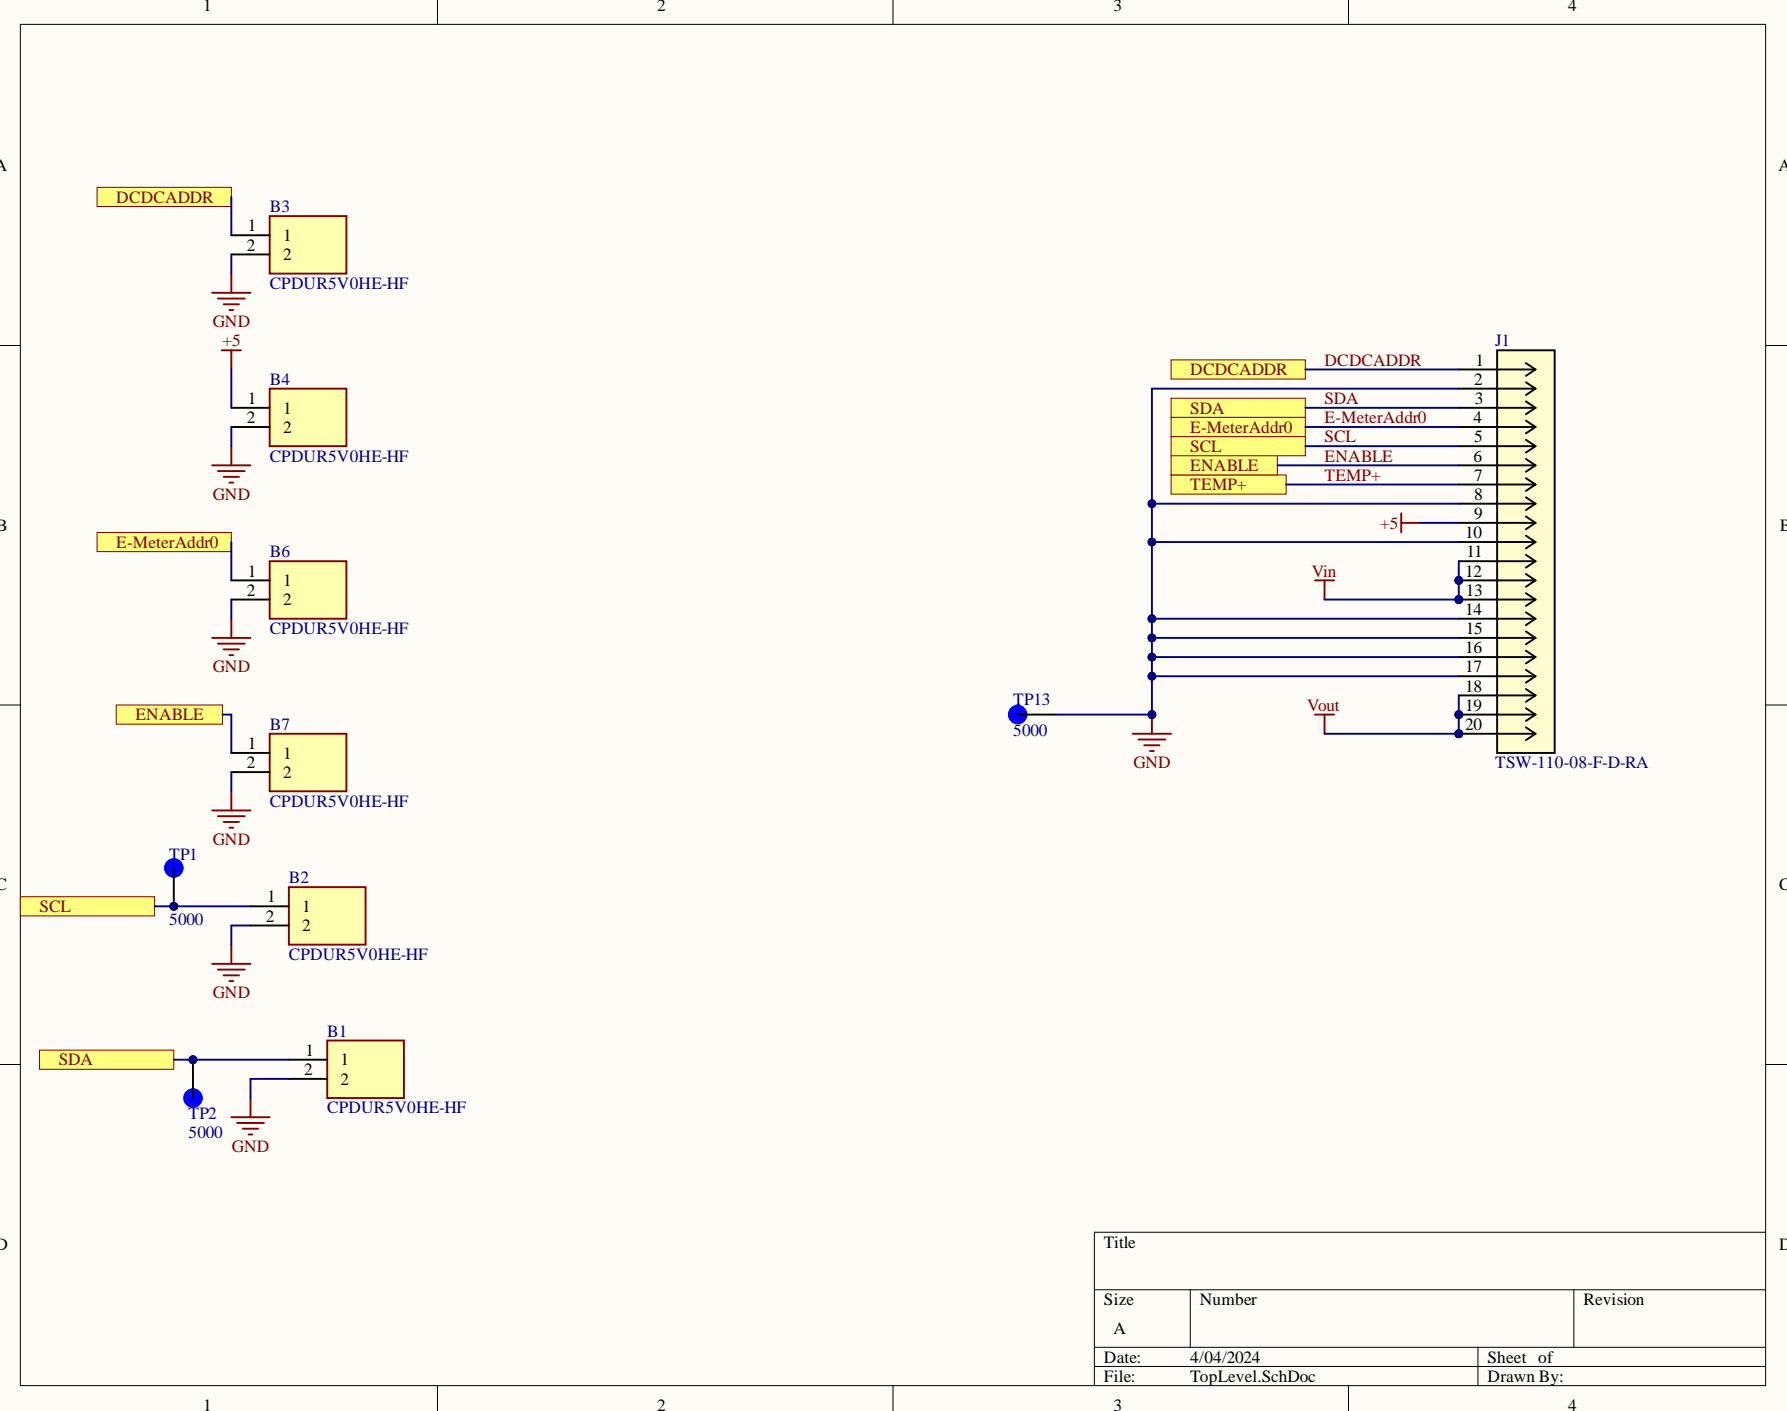 1 2 3 4
A A
DCDCADDR
B3
1 1
2 2
CPDUR5V0HE-HF
GND
+5
B4
1 1
2 2
CPDUR5V0HE-HF
GND
B B
E-MeterAddr0
B6
1 1
2 2
CPDUR5V0HE-HF
GND
ENABLE
B7
1 1
2 2
CPDUR5V0HE-HF
GND
C C
TP1
SCL
5000
B2
1 1
2 2
CPDUR5V0HE-HF
GND
SDA
TP2
5000
B1
1 1
2 2
CPDUR5V0HE-HF
GND
J1
DCDCADDR DCDCADDR 1
2
SDA SDA 3
E-MeterAddr0 E-MeterAddr0 4
SCL SCL 5
ENABLE ENABLE 6
TEMP+ TEMP+ 7
8
+5 9
10
11
Vin 12
13
14
15
16
17
18
Vout 19
20
TSW-110-08-F-D-RA
TP13
5000
GND
D D
Title
Size Number Revision
A
Date: 4/04/2024 Sheet of
File: TopLevel.SchDoc Drawn By:
1 2 3 4